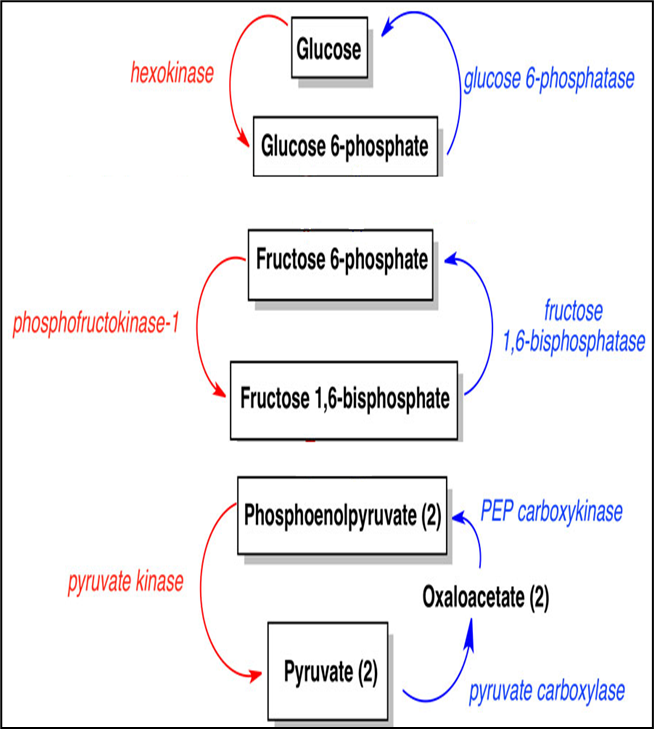 Glucose
hexokinase
glucose 6-phosphatase
Glucose 6-phosphate
Fructose 6-phosphate
phosphofructokinase-1
fructose
1,6-bisphosphatase
Fructose 1,6-bisphosphate
Phosphoenolpyruvate (2)
PEP carboxykinase
pyruvate kinase
Oxaloacetate (2)
Pyruvate (2)
pyruvate carboxylase